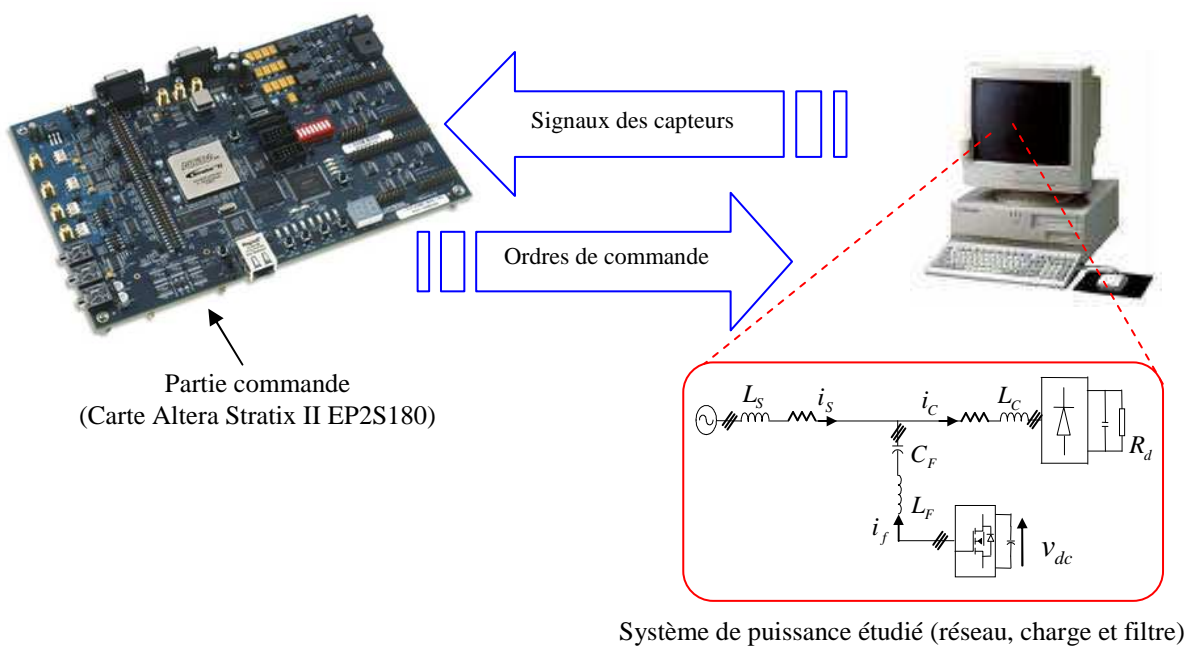 Signaux des capteurs
Ordres de commande
Partie commande
(Carte Altera Stratix II EP2S180)
L_S
i_S
i_C
L_C
C_F
R_d
L_F
i_f
v_dc
Système de puissance étudié (réseau, charge et filtre)